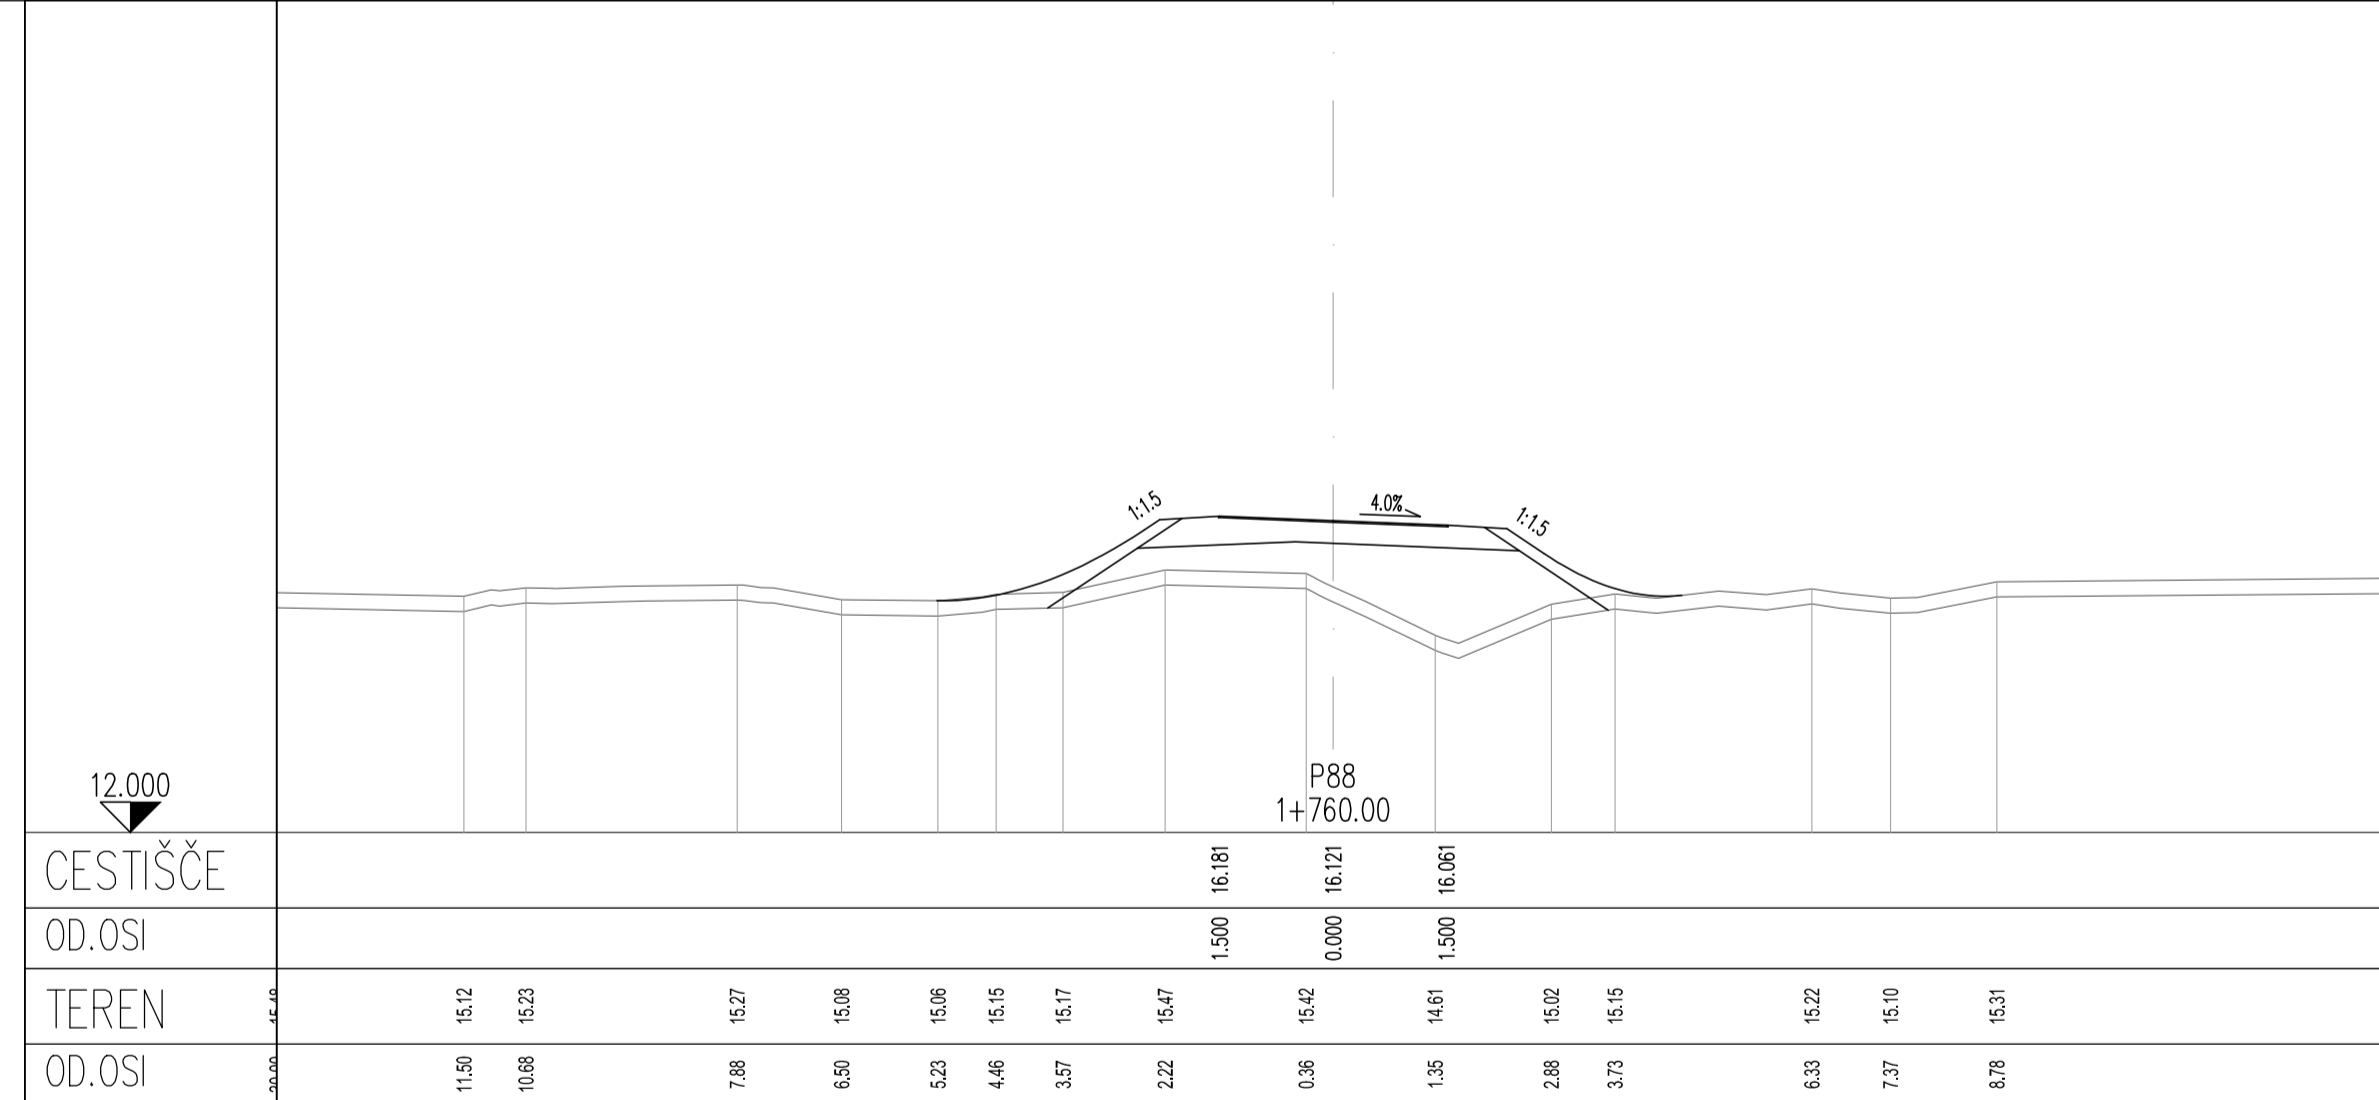 1:1.5
4.0%
1:1.5
12.000
P88
1+760.00
CESTIŠČE 16.181 16.121 16.061
OD.OSI 1.500 0.000 1.500
TEREN 15.12 15.23 15.27 15.08 15.06 15.15 15.17 15.47 15.42 14.61 15.02 15.15 15.22 15.10 15.31
OD.OSI 11.50 10.68 7.88 6.50 5.23 4.46 3.57 2.22 0.36 1.35 2.88 3.73 6.33 7.37 8.78